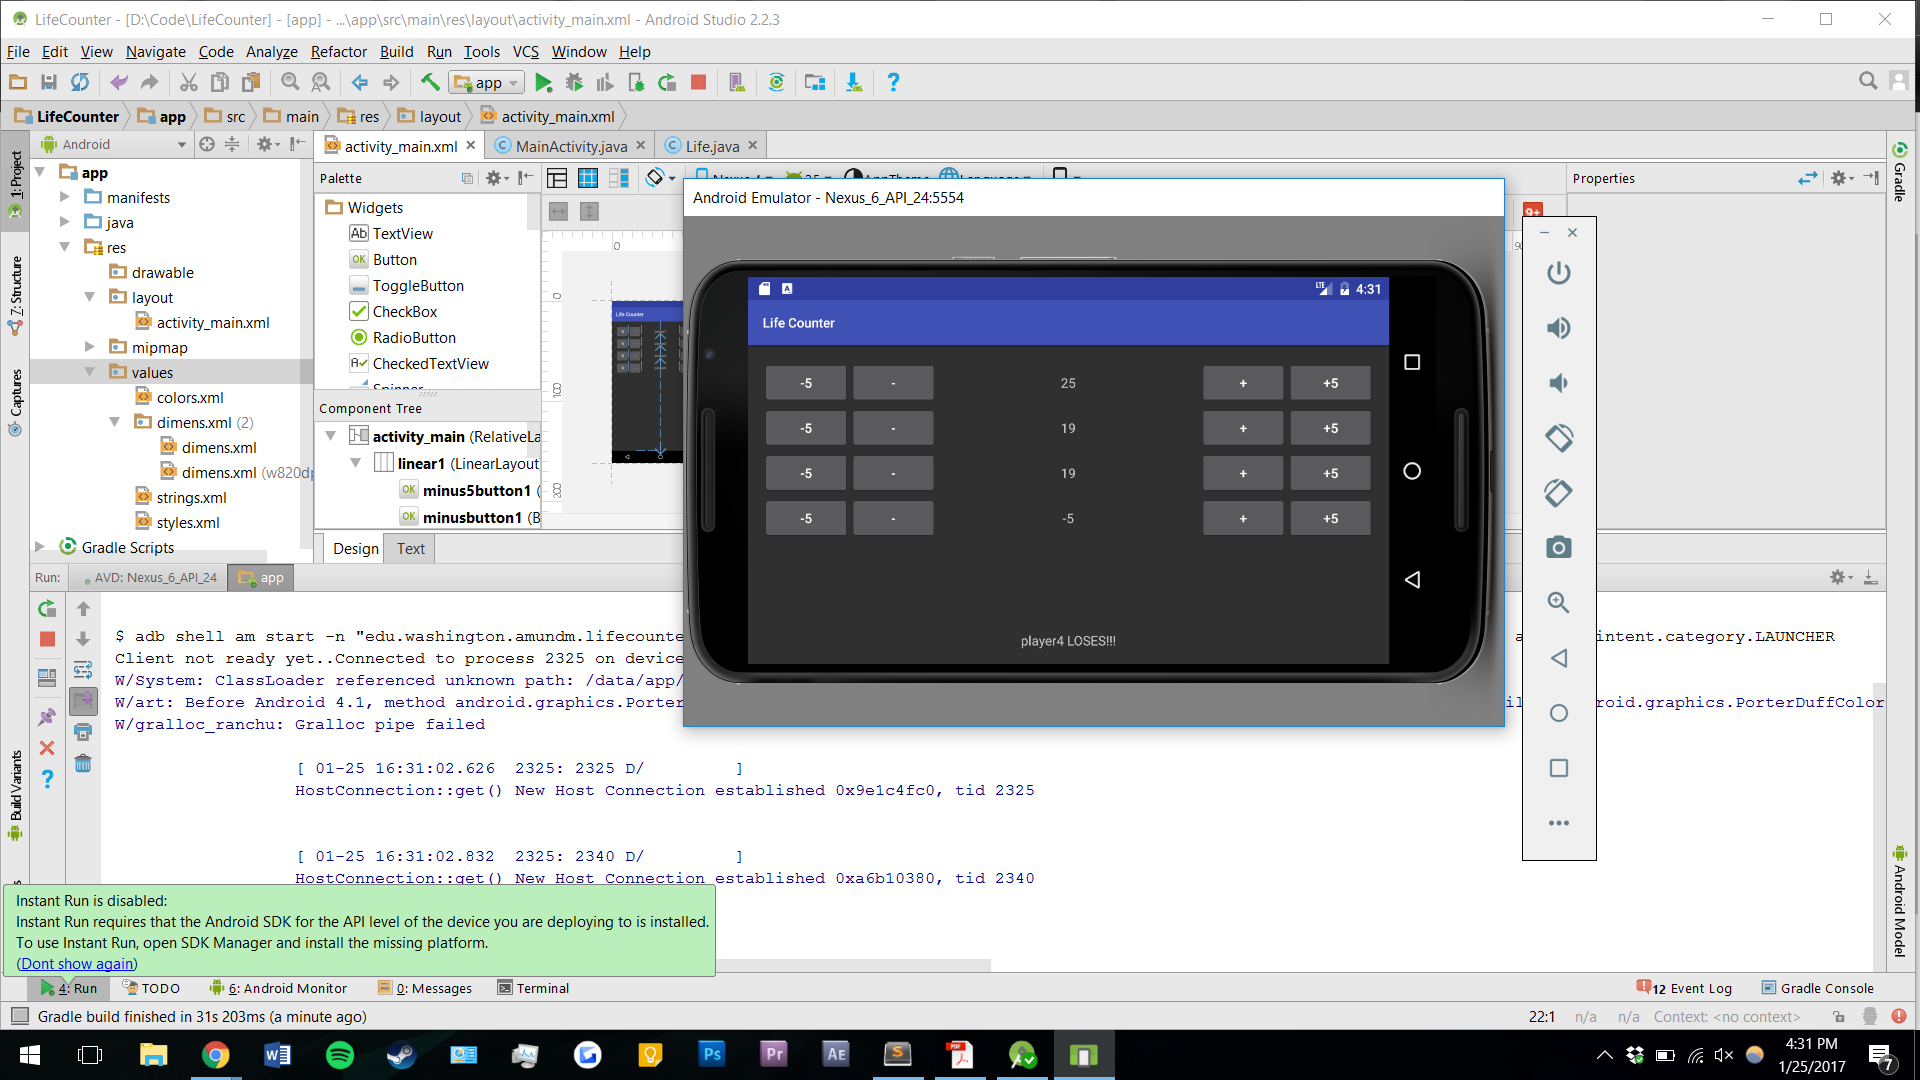 LifeCounter - [D:\Code\LifeCounter] - [app] - ...\app\src\main\res\layout\activity_main.xml - Android Studio 2.2.3
File Edit View Navigate Code Analyze Refactor Build Run Tools VCS Window Help
app
LifeCounter app src main res layout activity_main.xml
1: Project
7: Structure
Captures
Build Variants
Android
app
manifests
java
res
drawable
layout
activity_main.xml
mipmap
values
colors.xml
dimens.xml (2)
dimens.xml
dimens.xml (w820dp
strings.xml
styles.xml
Gradle Scripts
activity_main.xml MainActivity.java Life.java
Palette
Widgets
TextView
Button
ToggleButton
CheckBox
RadioButton
CheckedTextView
Spinner
Component Tree
activity_main (RelativeLa
linear1 (LinearLayout
minus5button1 (
minusbutton1 (B
Design Text
0
0
100
200
Life Counter
Properties
Gradle
Android Model
9+
Android Emulator - Nexus_6_API_24:5554
LTE 4:31
Life Counter
-5 - 25 + +5
-5 - 19 + +5
-5 - 19 + +5
-5 - -5 + +5
player4 LOSES!!!
Run: AVD: Nexus_6_API_24 app
$ adb shell am start -n "edu.washington.amundm.lifecounte
intent.category.LAUNCHER
Client not ready yet..Connected to process 2325 on device
W/System: ClassLoader referenced unknown path: /data/app/
W/art: Before Android 4.1, method android.graphics.Porter
roid.graphics.PorterDuffColor
W/gralloc_ranchu: Gralloc pipe failed
[ 01-25 16:31:02.626 2325: 2325 D/ ]
HostConnection::get() New Host Connection established 0x9e1c4fc0, tid 2325
[ 01-25 16:31:02.832 2325: 2340 D/ ]
HostConnection::get() New Host Connection established 0xa6b10380, tid 2340
Instant Run is disabled:
Instant Run requires that the Android SDK for the API level of the device you are deploying to is installed.
To use Instant Run, open SDK Manager and install the missing platform.
(Dont show again)
4: Run TODO 6: Android Monitor 0: Messages Terminal 12 Event Log Gradle Console
Gradle build finished in 31s 203ms (a minute ago) 22:1 n/a n/a Context: <no context>
Ps Pr AE
4:31 PM
1/25/2017
7